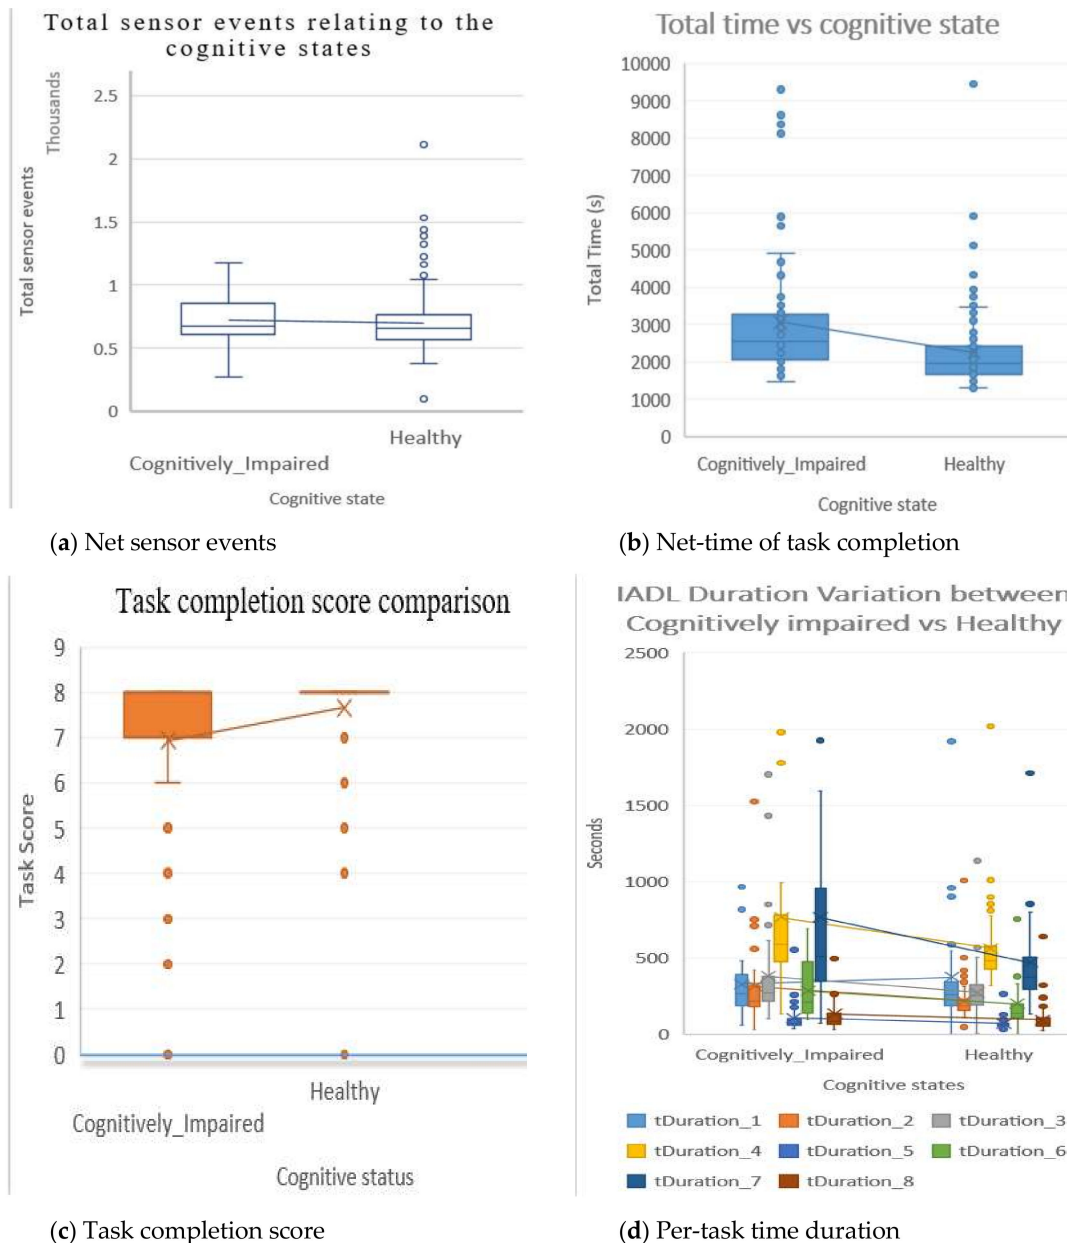 Total sensor events relating to the
cognitive states
Thousands
Total sensor events
2.5
2
1.5
1
0.5
0
Healthy
Cognitively_Impaired
Cognitive state
(a) Net sensor events
Total time vs cognitive state
Total Time (s)
10000
9000
8000
7000
6000
5000
4000
3000
2000
1000
0
Cognitively_Impaired Healthy
Cognitive state
(b) Net-time of task completion
Task completion score comparison
Task Score
9
8
7
6
5
4
3
2
1
0
Healthy
Cognitively_Impaired
Cognitive status
(c) Task completion score
IADL Duration Variation between
Cognitively impaired vs Healthy
Seconds
2500
2000
1500
1000
500
0
Cognitively_Impaired Healthy
Cognitive states
tDuration_1 tDuration_2 tDuration_3
tDuration_4 tDuration_5 tDuration_6
tDuration_7 tDuration_8
(d) Per-task time duration